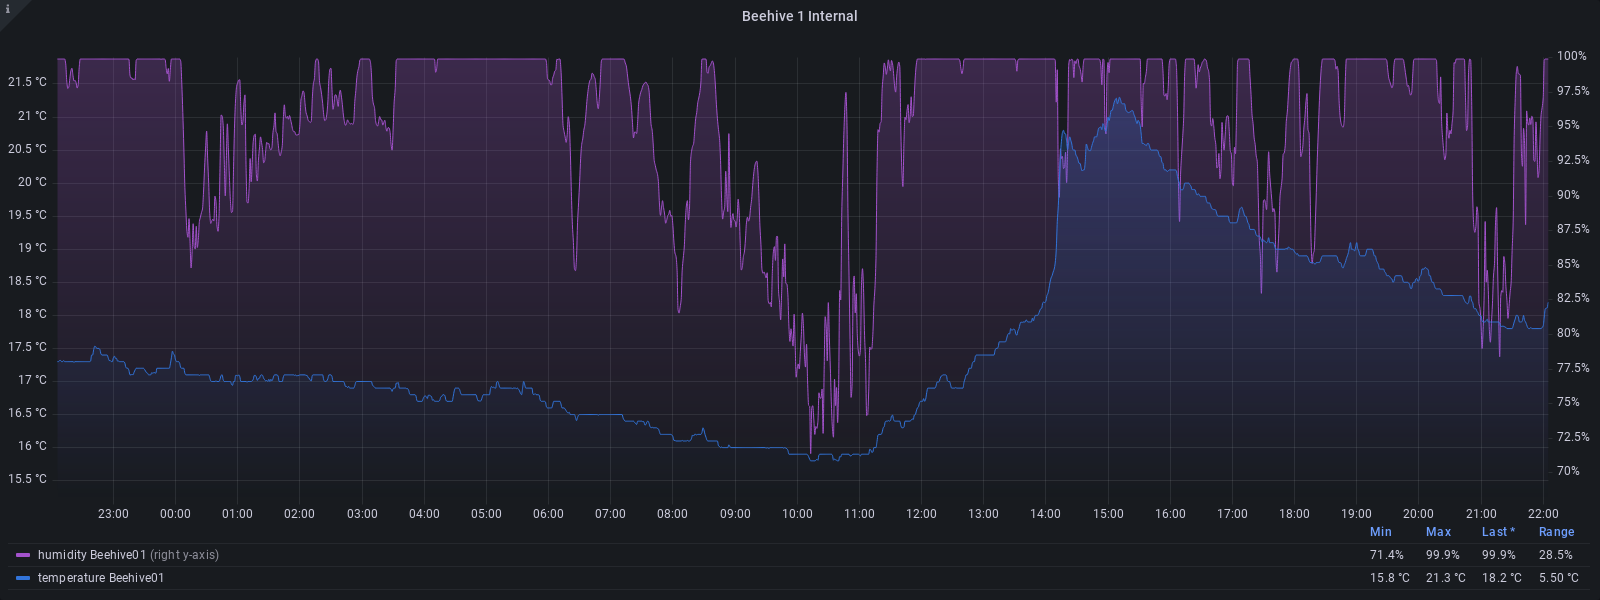 i
Beehive 1 Internal
21.5 °C
21 °C
20.5 °C
20 °C
19.5 °C
19 °C
18.5 °C
18 °C
17.5 °C
17 °C
16.5 °C
16 °C
15.5 °C
100%
97.5%
95%
92.5%
90%
87.5%
85%
82.5%
80%
77.5%
75%
72.5%
70%
23:00 00:00 01:00 02:00 03:00 04:00 05:00 06:00 07:00 08:00 09:00 10:00 11:00 12:00 13:00 14:00 15:00 16:00 17:00 18:00 19:00 20:00 21:00 22:00
Min Max Last * Range
humidity Beehive01 (right y-axis) 71.4% 99.9% 99.9% 28.5%
temperature Beehive01 15.8 °C 21.3 °C 18.2 °C 5.50 °C